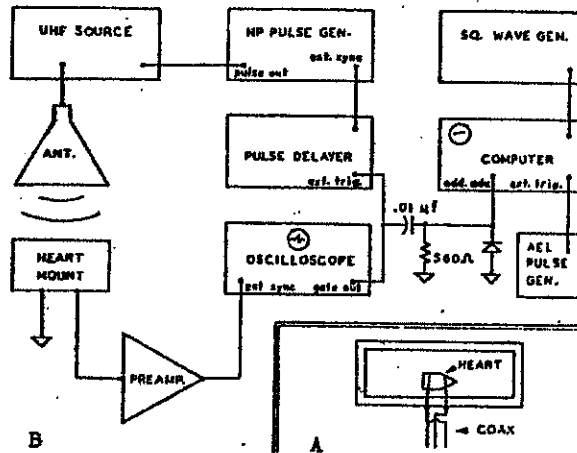 UHF SOURCE
HP PULSE GEN.
ext. sync
pulse out
SQ. WAVE GEN.
ANT.
PULSE DELAYER
ext. trig.
COMPUTER
add. adv. ext. trig.
.01 µf
560Ω
HEART
MOUNT
OSCILLOSCOPE
ext sync gate out
AEL
PULSE
GEN.
PREAMP.
HEART
COAX
B
A